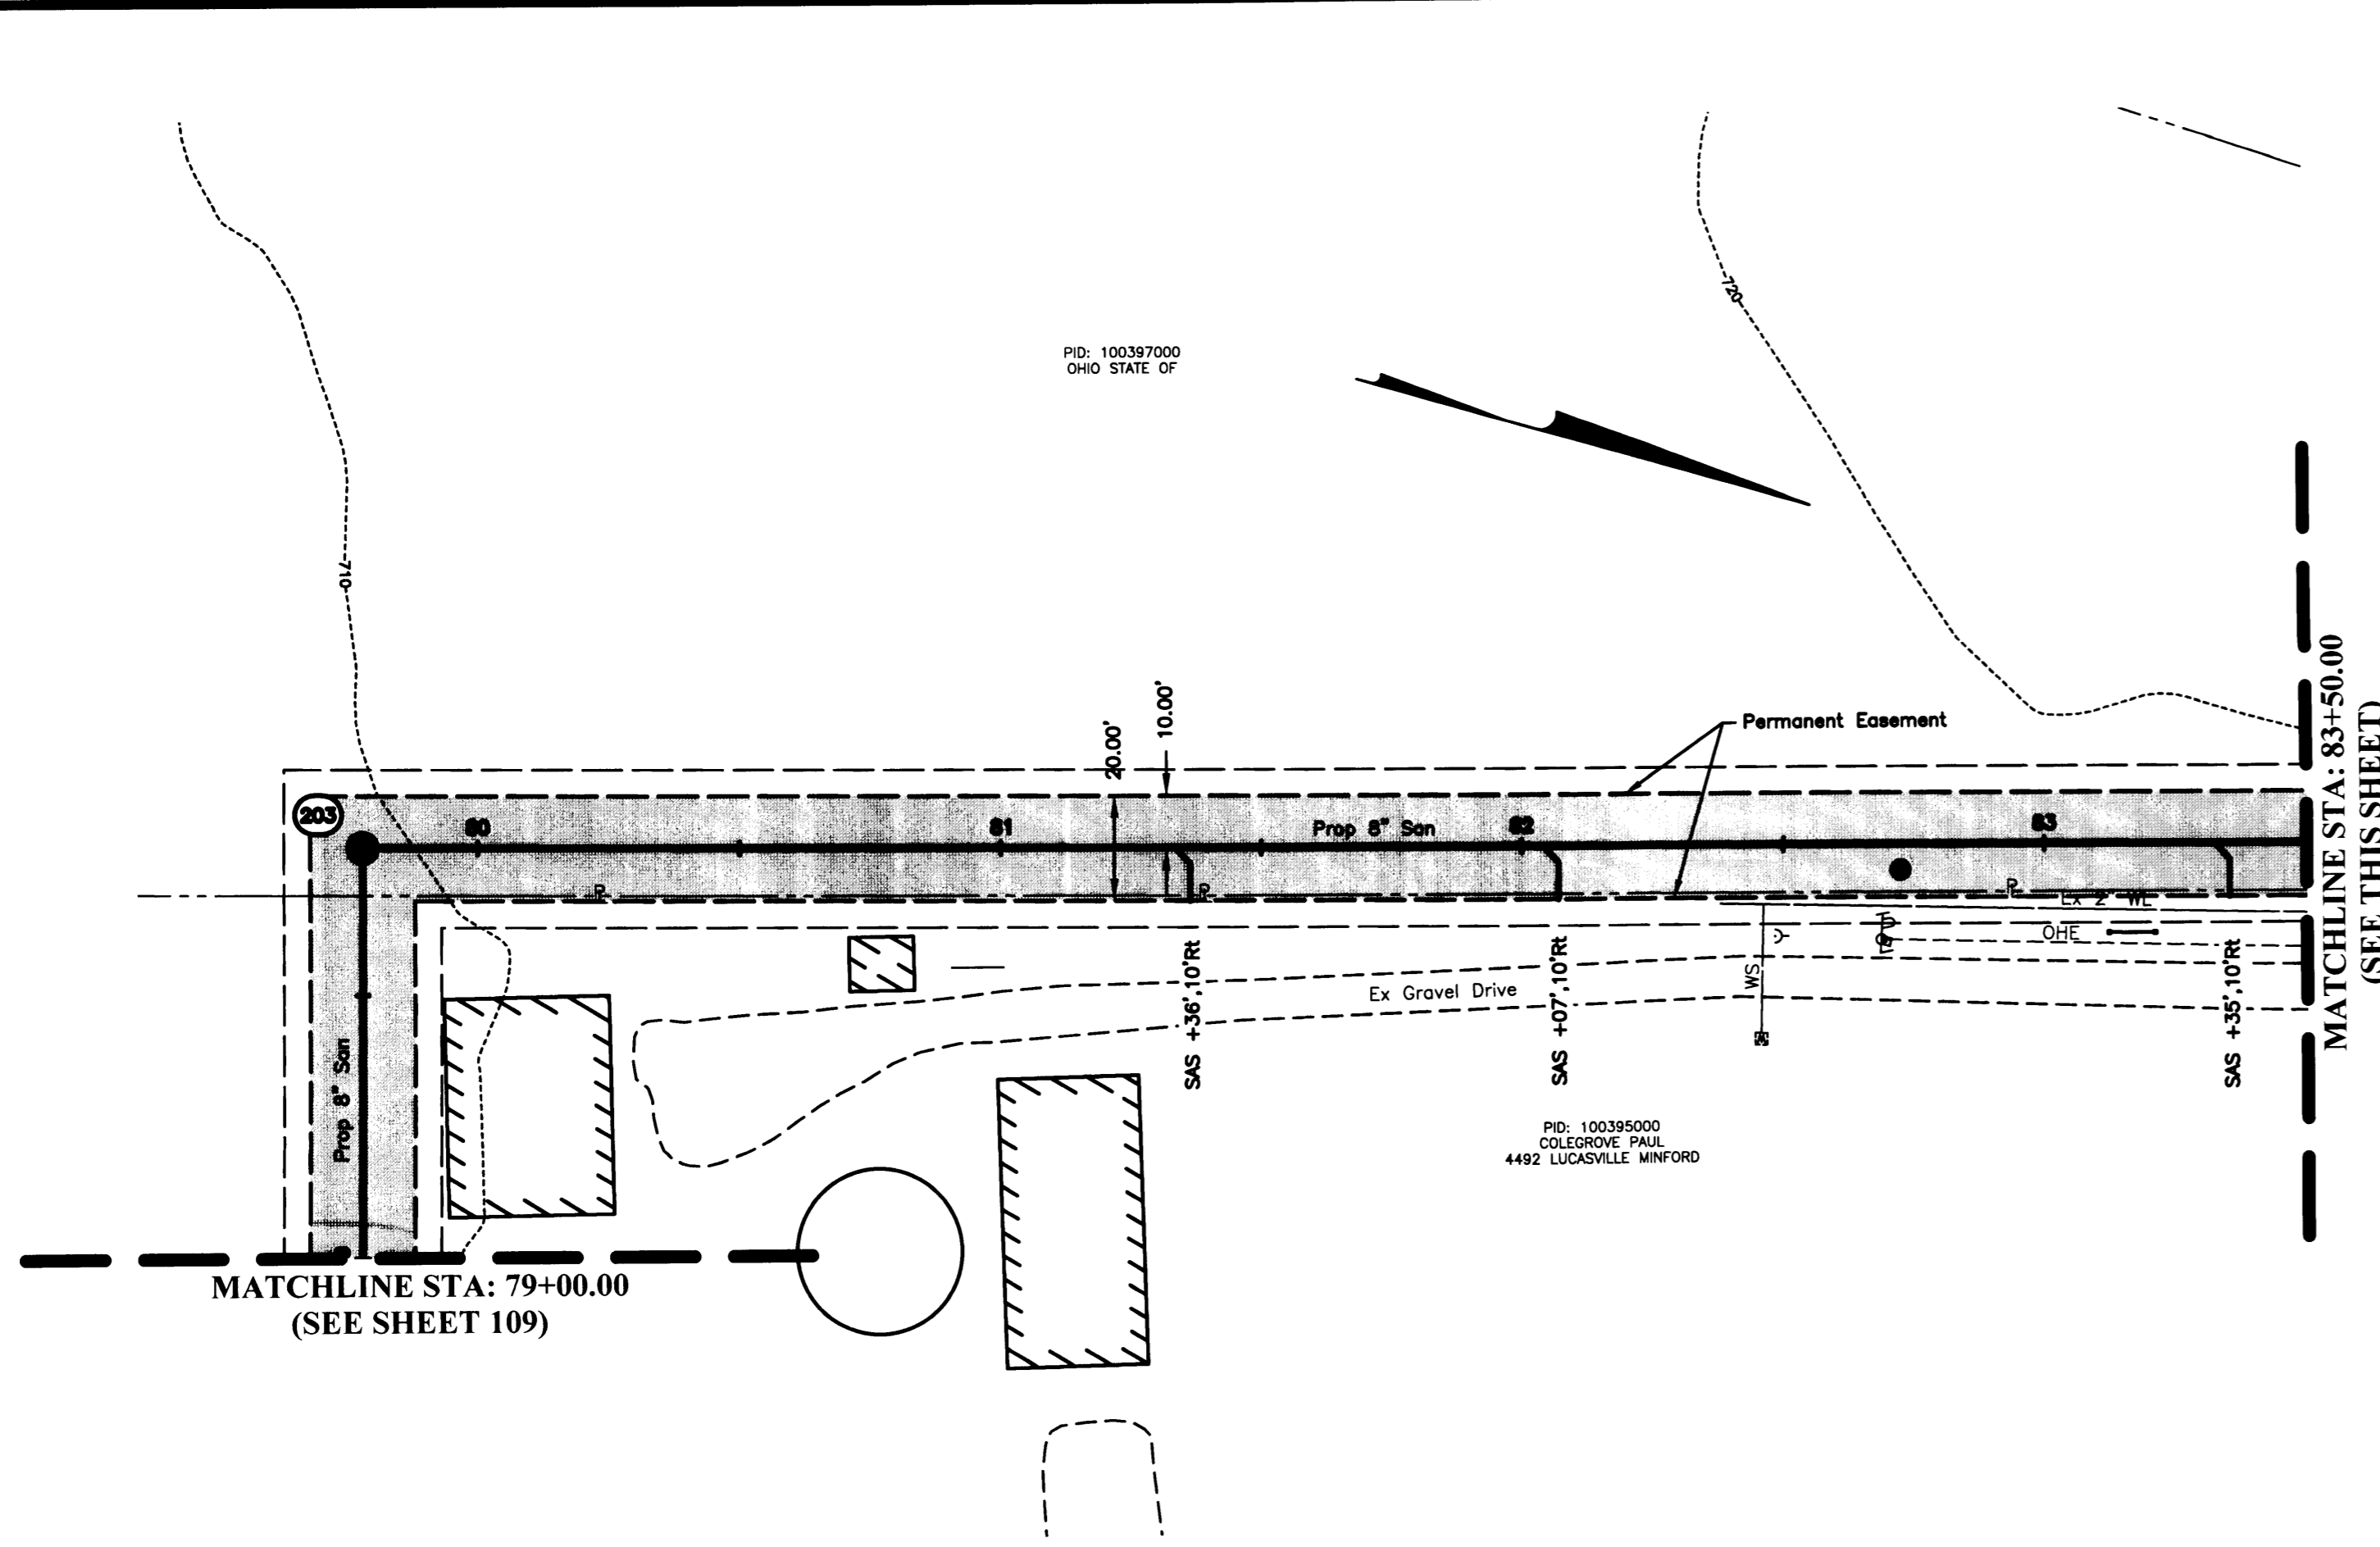 720
PID: 100397000
OHIO STATE OF
710
MATCHLINE STA: 83+50.00
(SEE THIS SHEET)
20.00'
10.00'
Permanent Easement
203
80
81
Prop 8" San
82
83
P
P
P
Ex 2" WL
OHE
WS
Ex Gravel Drive
SAS +36',10'Rt
SAS +07',10'Rt
SAS +35',10'Rt
Prop 8" San
PID: 100395000
COLEGROVE PAUL
4492 LUCASVILLE MINFORD
MATCHLINE STA: 79+00.00
(SEE SHEET 109)